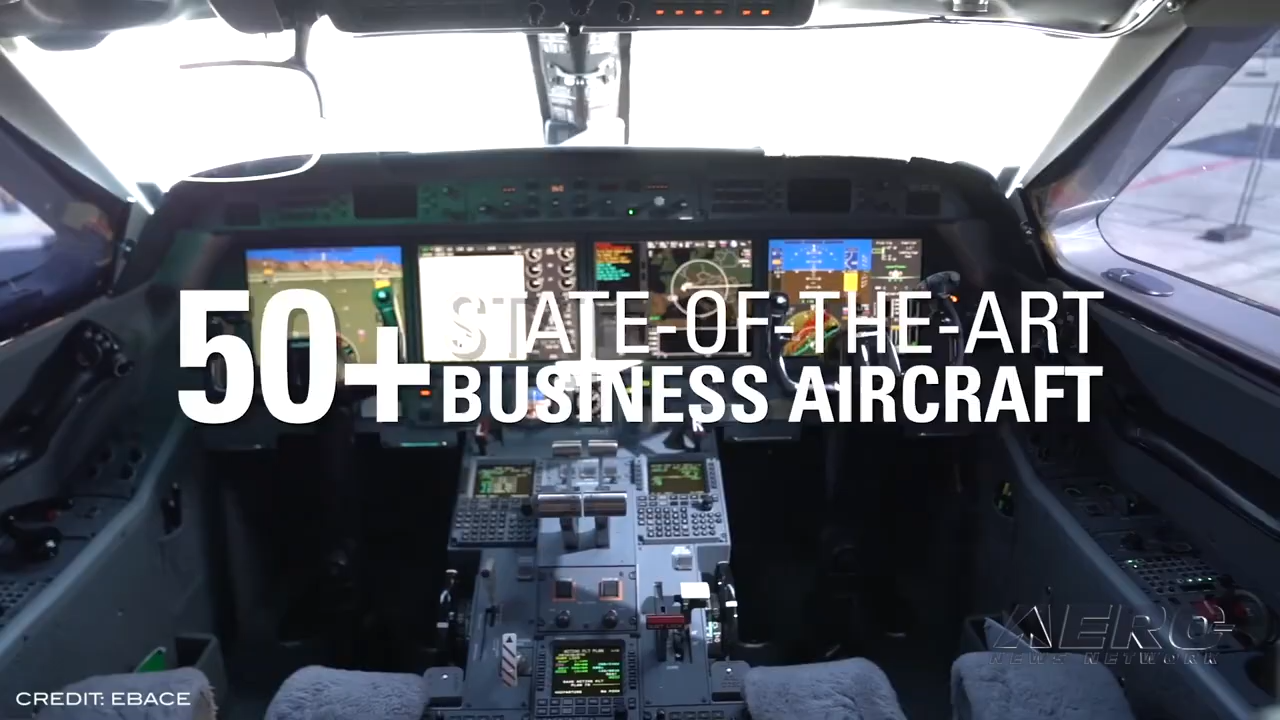 50+ STATE-OF-THE-ART
BUSINESS AIRCRAFT
AERO
NEWS NETWORK
CREDIT: EBACE